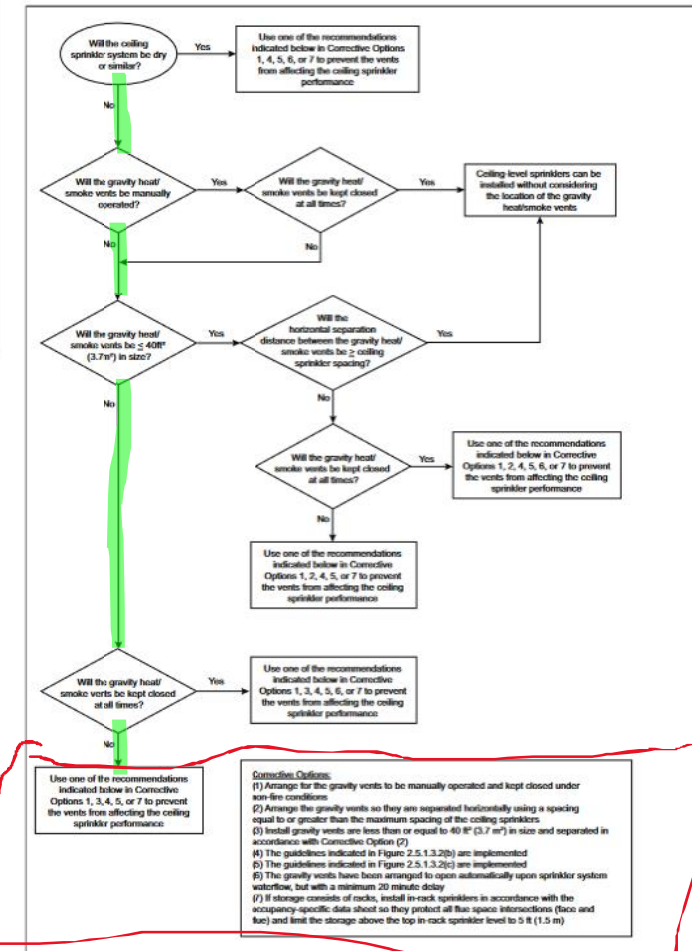 Will the ceiling
sprinkler system be dry
or similar?
Yes
Use one of the recommendations
indicated below in Corrective Options
1, 4, 5, 6, or 7 to prevent the vents
from affecting the ceiling sprinkler
performance
No
Will the gravity heat/
smoke vents be manually
operated?
Yes
Will the gravity heat/
smoke vents be kept closed
at all times?
Yes
Ceiling-level sprinklers can be
installed without considering
the location of the gravity
heat/smoke vents
No
No
Will the gravity heat/
smoke vents be ≤ 40ft²
(3.7m²) in size?
Yes
Will the
horizontal separation
distance between the gravity heat/
smoke vents be ≥ ceiling
sprinkler spacing?
Yes
No
No
Will the gravity heat/
smoke vents be kept closed
at all times?
Yes
Use one of the recommendations
indicated below in Corrective
Options 1, 2, 4, 5, 6, or 7 to prevent
the vents from affecting the ceiling
sprinkler performance
No
Use one of the recommendations
indicated below in Corrective
Options 1, 2, 4, 5, or 7 to prevent
the vents from affecting the ceiling
sprinkler performance
Will the gravity heat/
smoke vents be kept closed
at all times?
Yes
Use one of the recommendations
indicated below in Corrective
Options 1, 3, 4, 5, 6, or 7 to prevent
the vents from affecting the ceiling
sprinkler performance
No
Use one of the recommendations
indicated below in Corrective
Options 1, 3,4, 5, or 7 to prevent
the vents from affecting the ceiling
sprinkler performance
Corrective Options:
(1) Arrange for the gravity vents to be manually operated and kept closed under
non-fire conditions
(2) Arrange the gravity vents so they are separated horizontally using a spacing
equal to or greater than the maximum spacing of the ceiling sprinklers
(3) Install gravity vents are less than or equal to 40 ft² (3.7 m²) in size and separated in
accordance with Corrective Option (2)
(4) The guidelines indicated in Figure 2.5.1.3.2(b) are implemented
(5) The guidelines indicated in Figure 2.5.1.3.2(c) are implemented
(6) The gravity vents have been arranged to open automatically upon sprinkler system
waterflow, but with a minimum 20 minute delay
(7) If storage consists of racks, install in-rack sprinklers in accordance with the
occupancy-specific data sheet so they protect all flue space intersections (face and
flue) and limit the storage above the top in-rack sprinkler level to 5 ft (1.5 m)